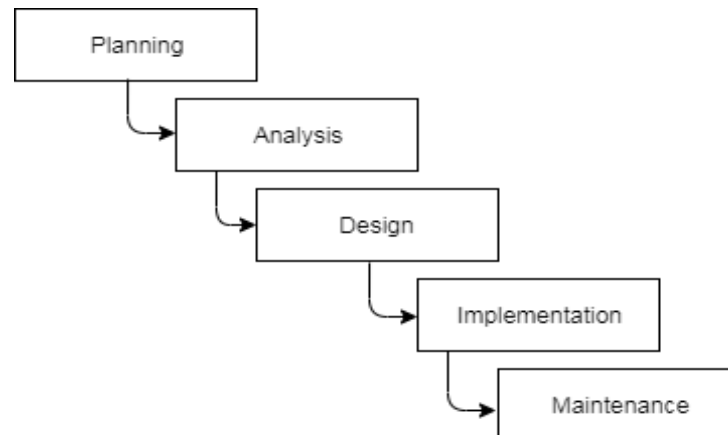 Planning
Analysis
Design
Implementation
Maintenance